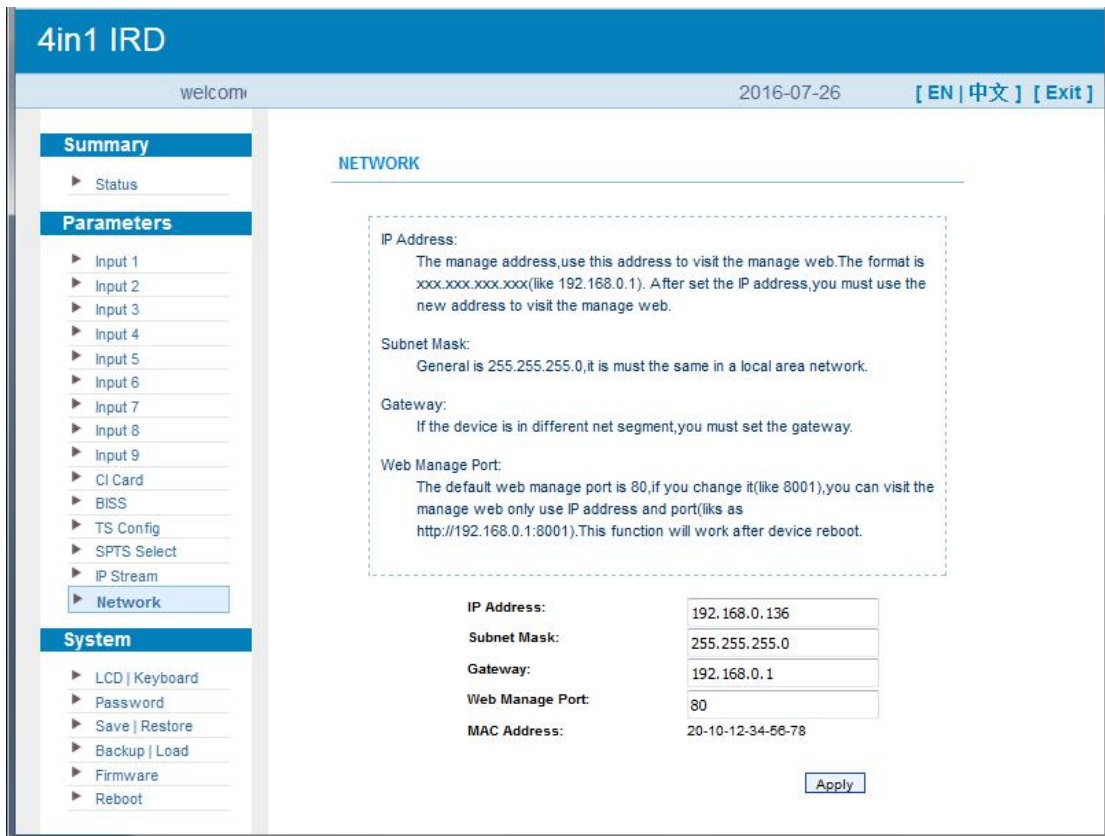 4in1 IRD
welcom
2016-07-26
[ EN | 中文 ] [ Exit ]
Summary
Status
Parameters
Input 1
Input 2
Input 3
Input 4
Input 5
Input 6
Input 7
Input 8
Input 9
CI Card
BISS
TS Config
SPTS Select
IP Stream
Network
System
LCD | Keyboard
Password
Save | Restore
Backup | Load
Firmware
Reboot
NETWORK
IP Address:
The manage address,use this address to visit the manage web.The format is
xxx.xxx.xxx.xxx(like 192.168.0.1). After set the IP address,you must use the
new address to visit the manage web.
Subnet Mask:
General is 255.255.255.0,it is must the same in a local area network.
Gateway:
If the device is in different net segment,you must set the gateway.
Web Manage Port:
The default web manage port is 80,if you change it(like 8001),you can visit the
manage web only use IP address and port(liks as
http://192.168.0.1:8001).This function will work after device reboot.
IP Address: 192.168.0.136
Subnet Mask: 255.255.255.0
Gateway: 192.168.0.1
Web Manage Port: 80
MAC Address: 20-10-12-34-56-78
Apply